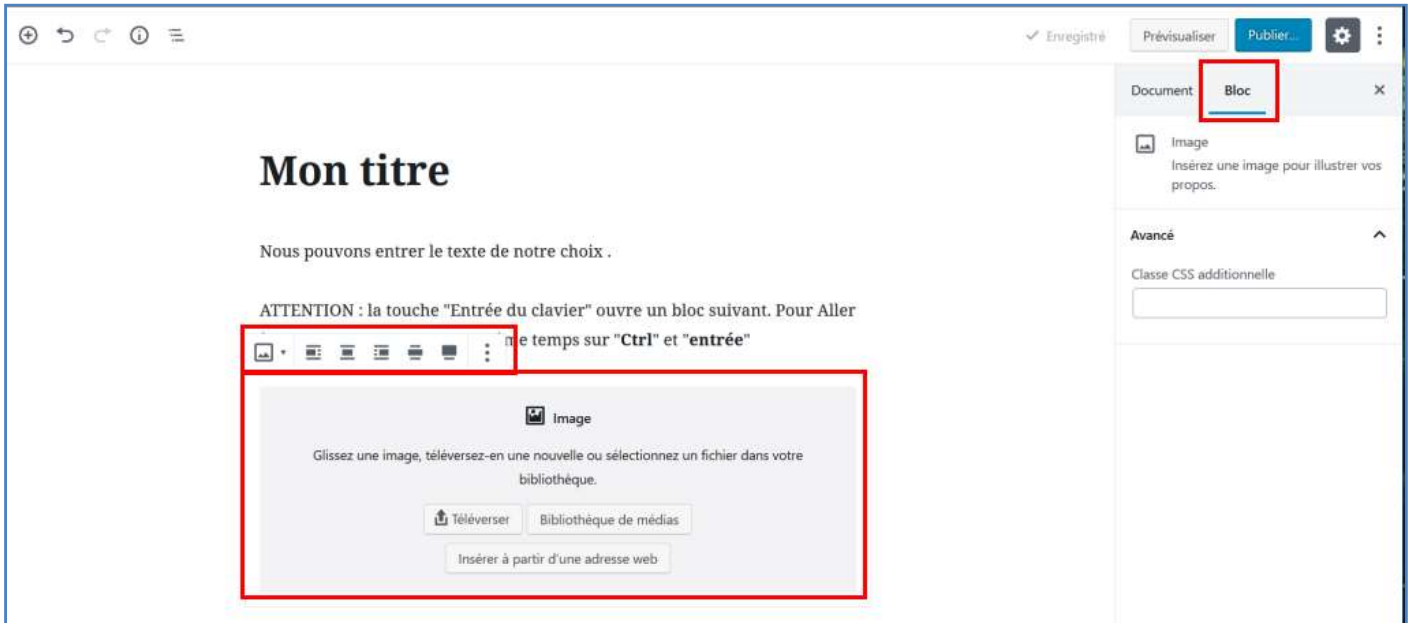 Enregistré
Prévisualiser
Publier...
Document
Bloc
Image
Insérez une image pour illustrer vos
propos.
Avancé
Classe CSS additionnelle
Mon titre
Nous pouvons entrer le texte de notre choix .
ATTENTION : la touche "Entrée du clavier" ouvre un bloc suivant. Pour Aller
temps sur "Ctrl" et "entrée"
Image
Glissez une image, téléversez-en une nouvelle ou sélectionnez un fichier dans votre
bibliothèque.
Téléverser
Bibliothèque de médias
Insérer à partir d'une adresse web